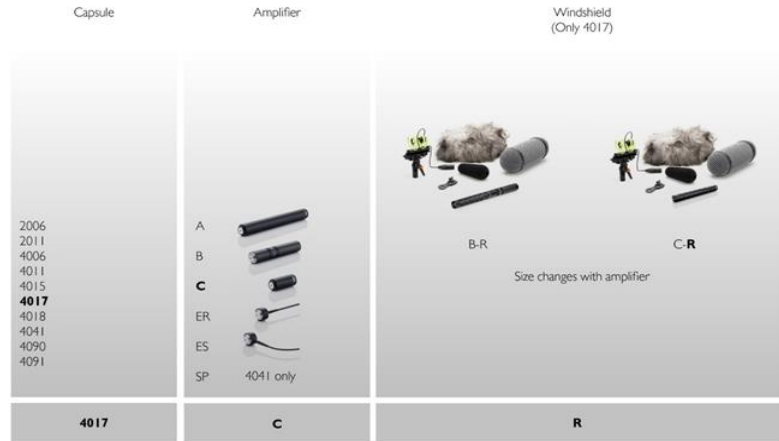 Capsule
Amplifier
Windshield
(Only 4017)
2006
2011
4006
4011
4015
4017
4018
4041
4090
4091
A
B
C
ER
ES
SP 4041 only
B-R
C-R
Size changes with amplifier
4017
C
R